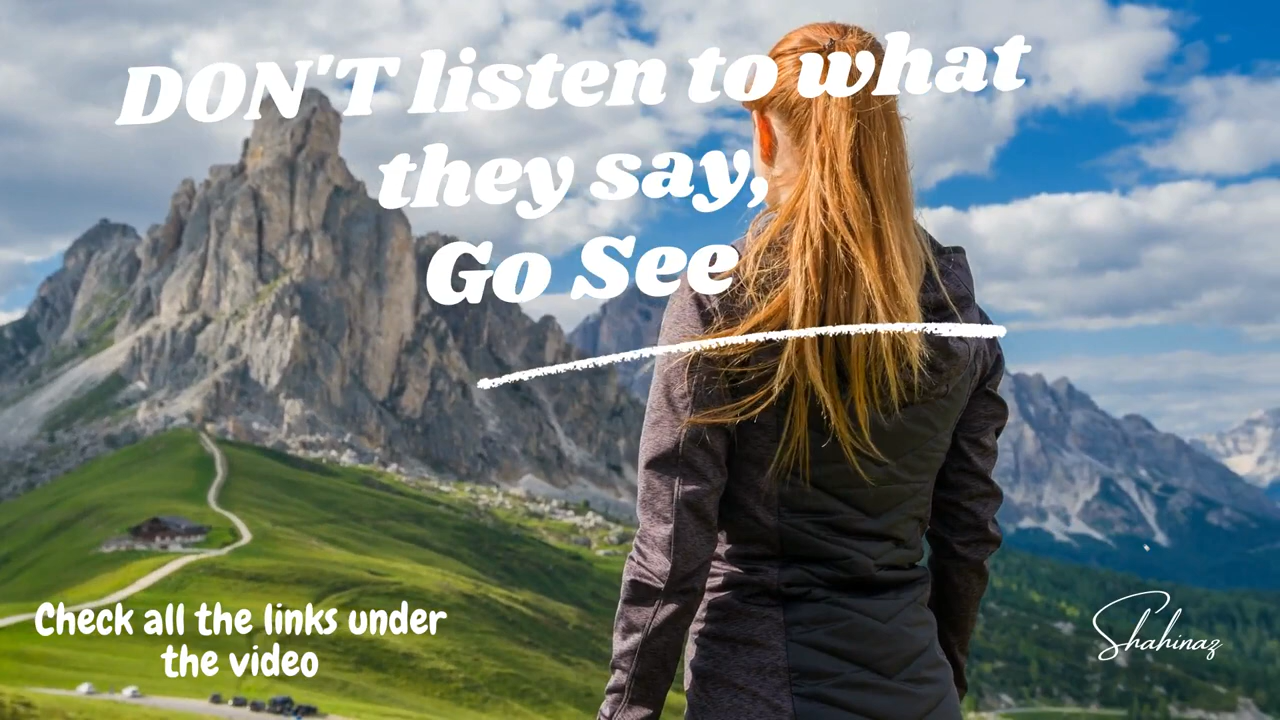 DON'T listen to what
they say,
Go See
Check all the links under
the video
Shahinaz